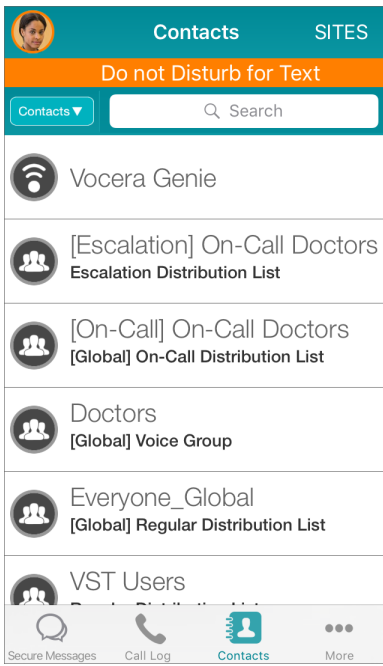 Contacts
SITES
Do not Disturb for Text
Contacts▼
Search
Vocera Genie
[Escalation] On-Call Doctors
Escalation Distribution List
[On-Call] On-Call Doctors
[Global] On-Call Distribution List
Doctors
[Global] Voice Group
Everyone_Global
[Global] Regular Distribution List
VST Users
Secure Messages
Call Log
Contacts
More